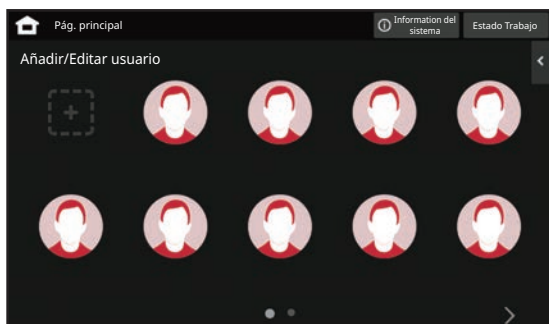 Pág. principal
Information del
sistema
Estado Trabajo
Añadir/Editar usuario